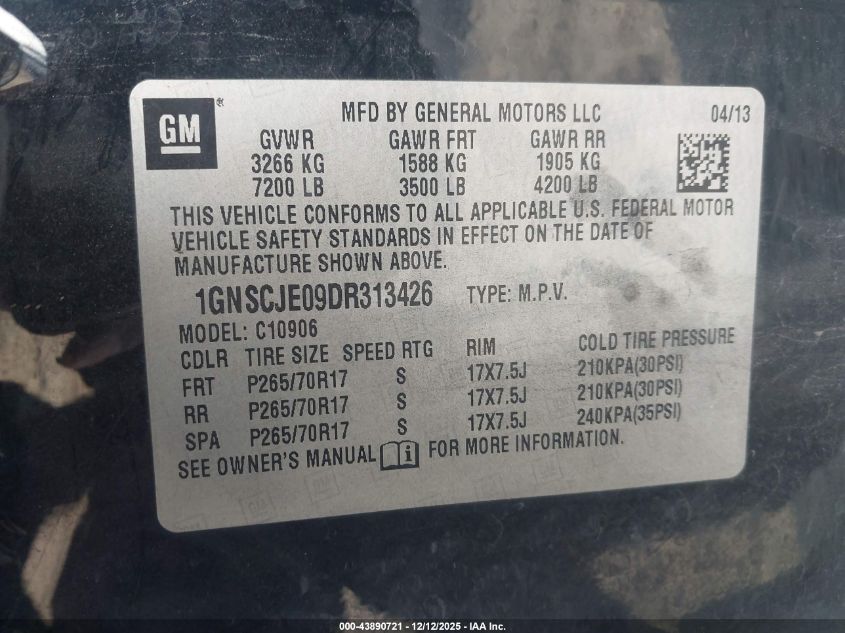 GM ®
MFD BY GENERAL MOTORS LLC 04/13
GVWR GAWR FRT GAWR RR
3266 KG 1588 KG 1905 KG
7200 LB 3500 LB 4200 LB
THIS VEHICLE CONFORMS TO ALL APPLICABLE U.S. FEDERAL MOTOR
VEHICLE SAFETY STANDARDS IN EFFECT ON THE DATE OF
MANUFACTURE SHOWN ABOVE.
1GNSCJE09DR313426 TYPE: M.P.V.
MODEL: C10906
CDLR TIRE SIZE SPEED RTG RIM COLD TIRE PRESSURE
FRT P265/70R17 S 17X7.5J 210KPA(30PSI)
RR P265/70R17 S 17X7.5J 210KPA(30PSI)
SPA P265/70R17 S 17X7.5J 240KPA(35PSI)
SEE OWNER'S MANUAL i FOR MORE INFORMATION.
000-43890721 - 12/12/2025 - IAA Inc.